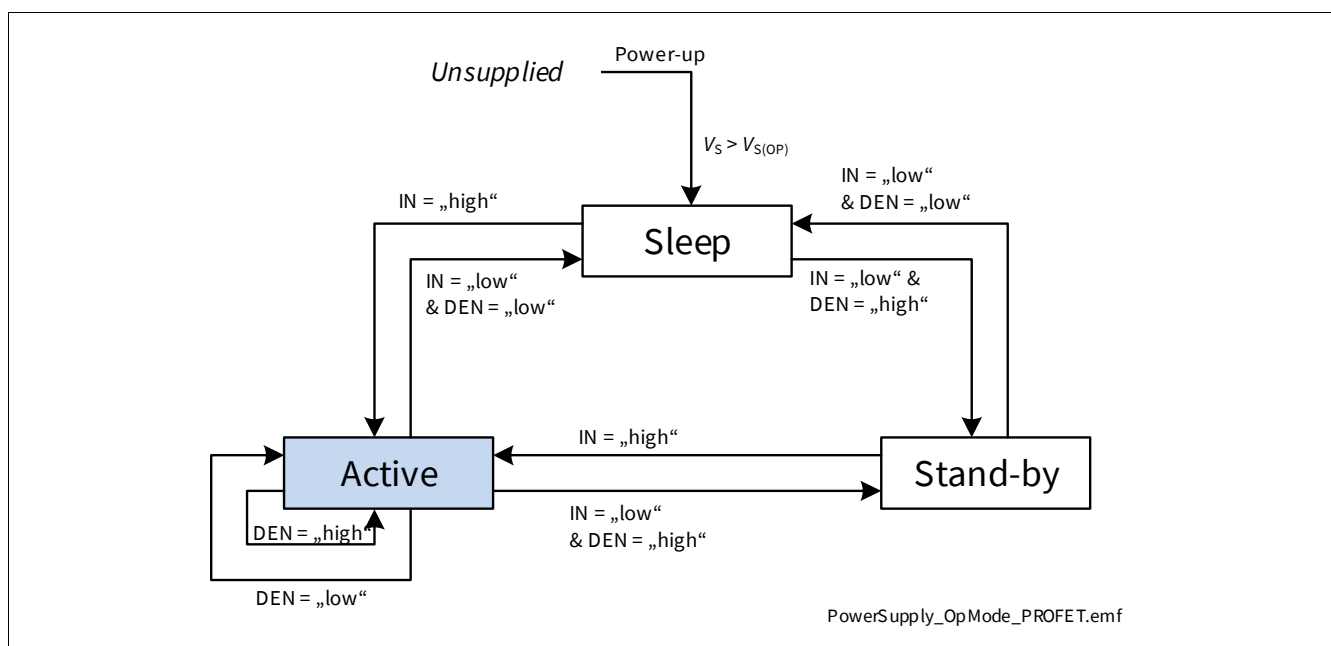 Power-up
Unsupplied
VS > VS(OP)
IN = „low“
& DEN = „low“
IN = „high“
Sleep
IN = „low“
& DEN = „low“
IN = „low“ &
DEN = „high“
IN = „high“
Active
Stand-by
DEN = „high“
IN = „low“
& DEN = „high“
DEN = „low“
PowerSupply_OpMode_PROFET.emf